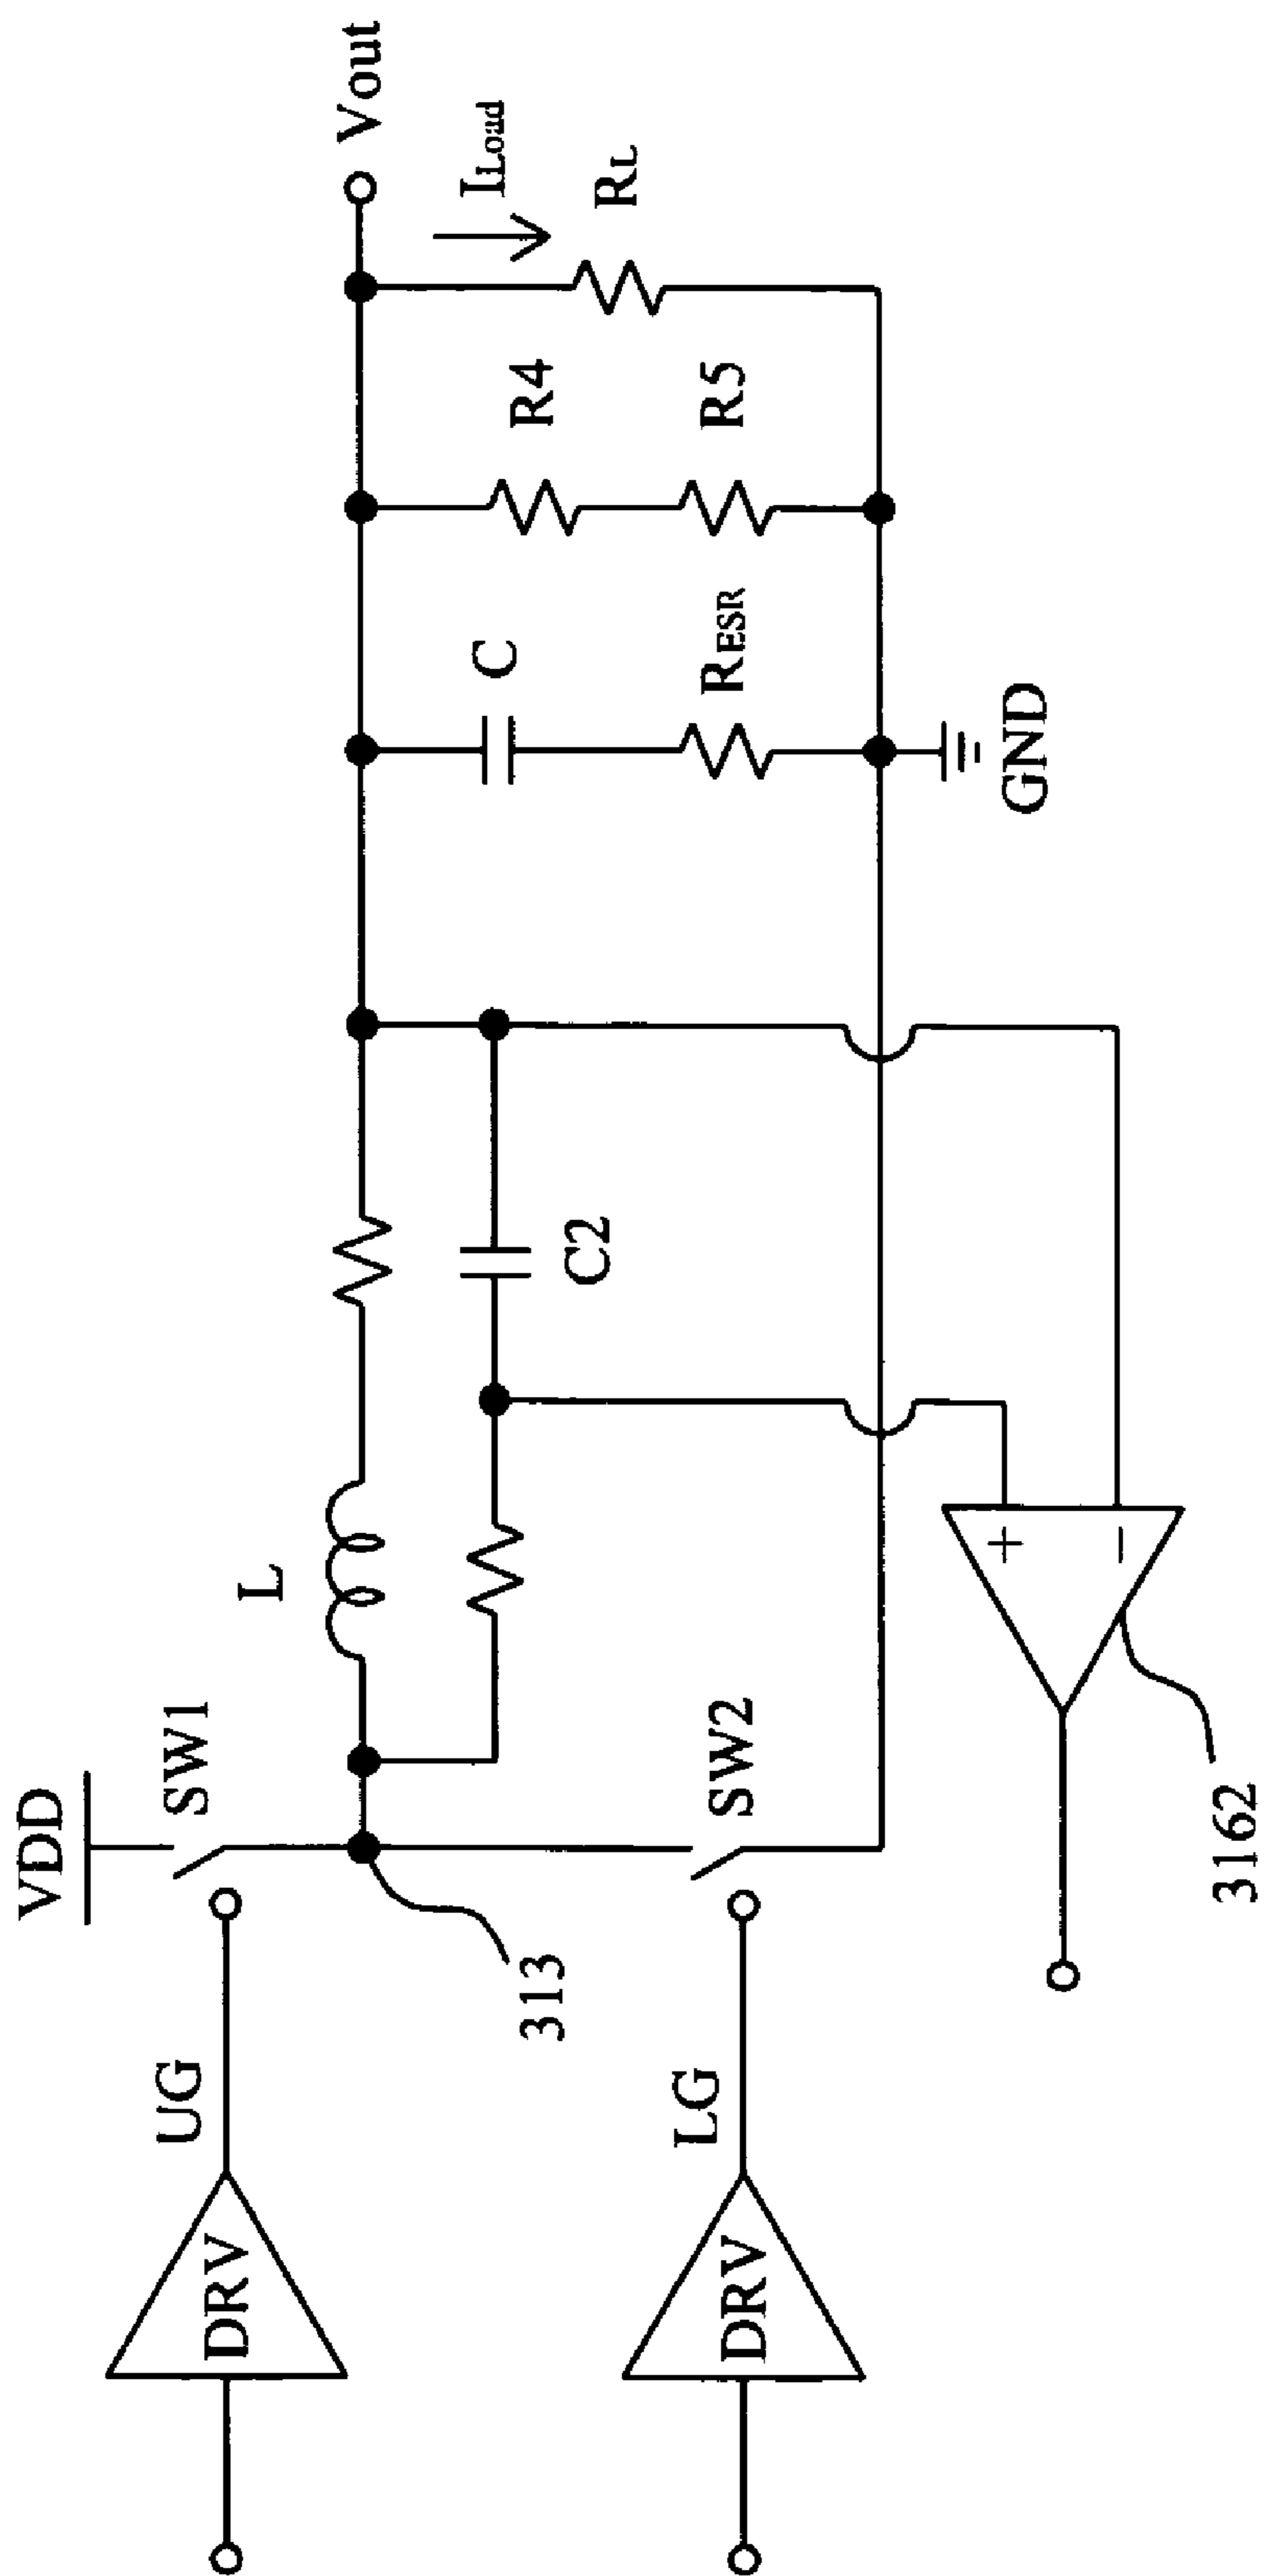 VDD
SW1
L
Vout
UG
DRV
313
ILoad
C2
C
R4
RL
RESR
R5
LG
DRV
SW2
GND
+
−
3162